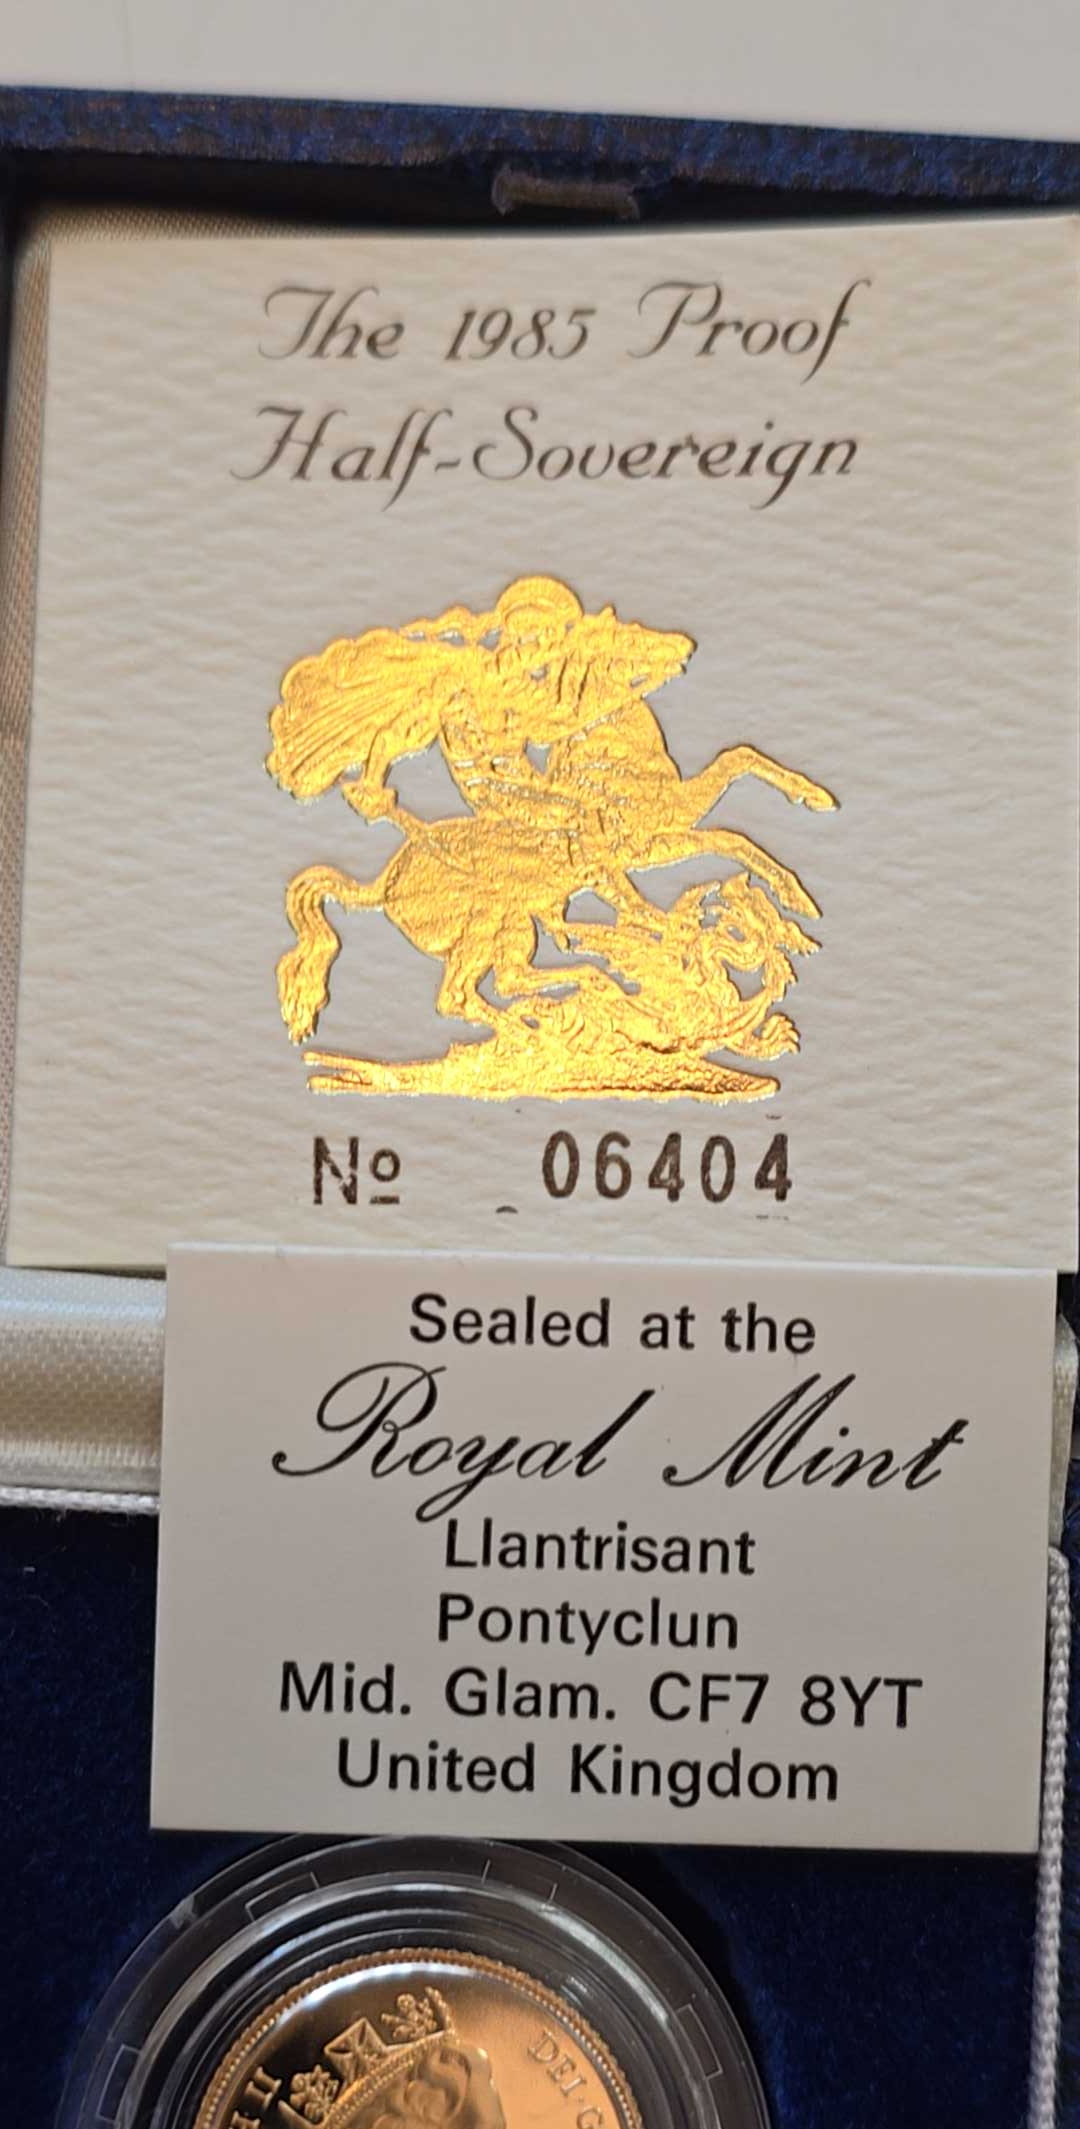 The 1985 Proof
Half-Sovereign
Nº 06404
Sealed at the
Royal Mint
Llantrisant
Pontyclun
Mid. Glam. CF7 8YT
United Kingdom
II DEI·G